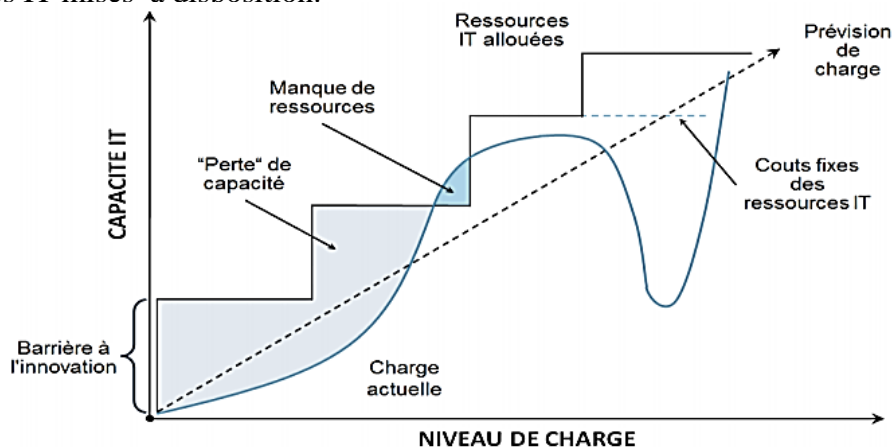 IT mises à disposition.
Ressources
IT allouées
Prévision
de
charge
Manque de
ressources
"Perte" de
capacité
CAPACITE IT
Couts fixes
des
ressources IT
Barrière à
l'innovation
Charge
actuelle
NIVEAU DE CHARGE